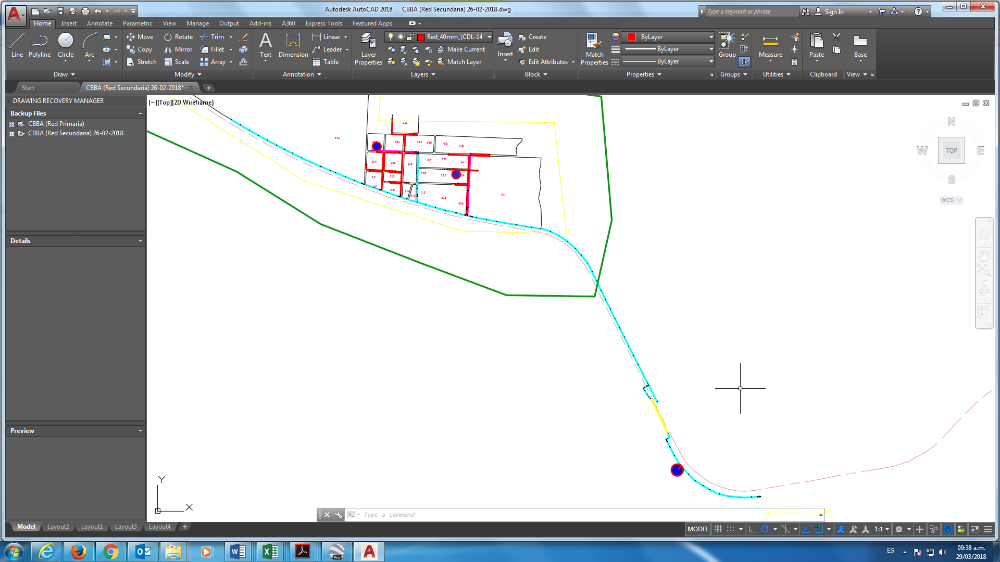 Autodesk AutoCAD 2018 CBBA (Red Secundaria) 26-02-2018.dwg
Type a keyword or phrase
Sign In
Home Insert Annotate Parametric View Manage Output Add-ins A360 Express Tools Featured Apps
Line Polyline Circle Arc
Move Rotate Trim
Copy Mirror Fillet
Stretch Scale Array
Text Dimension
Linear
Leader
Table
Layer Properties
Red_40mm_(CDL-14
Make Current
Match Layer
Insert
Create
Edit
Edit Attributes
Match Properties
ByLayer
ByLayer
ByLayer
Group
Measure
Paste
Base
Draw Modify Annotation Layers Block Properties Groups Utilities Clipboard View
Start CBBA (Red Secundaria) 26-02-2018*
DRAWING RECOVERY MANAGER
Backup Files
CBBA (Red Primaria)
CBBA (Red Secundaria) 26-02-2018
Details
Preview
[−][Top][2D Wireframe]
N
W TOP E
S
WCS
Y
X
Type a command
Model Layout2 Layout1 Layout3 Layout4
MODEL 1:1
ES
09:38 a.m.
29/03/2018